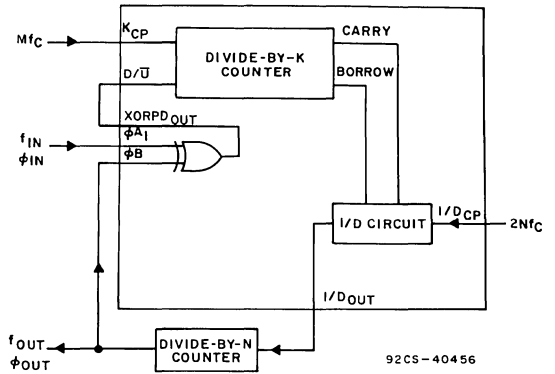 MfC
KCP
CARRY
DIVIDE-BY-K
COUNTER
D/U̅
BORROW
XORPDOUT
fIN
ϕA1
ϕIN
ϕB
I/D CIRCUIT
I/DCP
2NfC
I/DOUT
fOUT
ϕOUT
DIVIDE-BY-N
COUNTER
92CS-40456